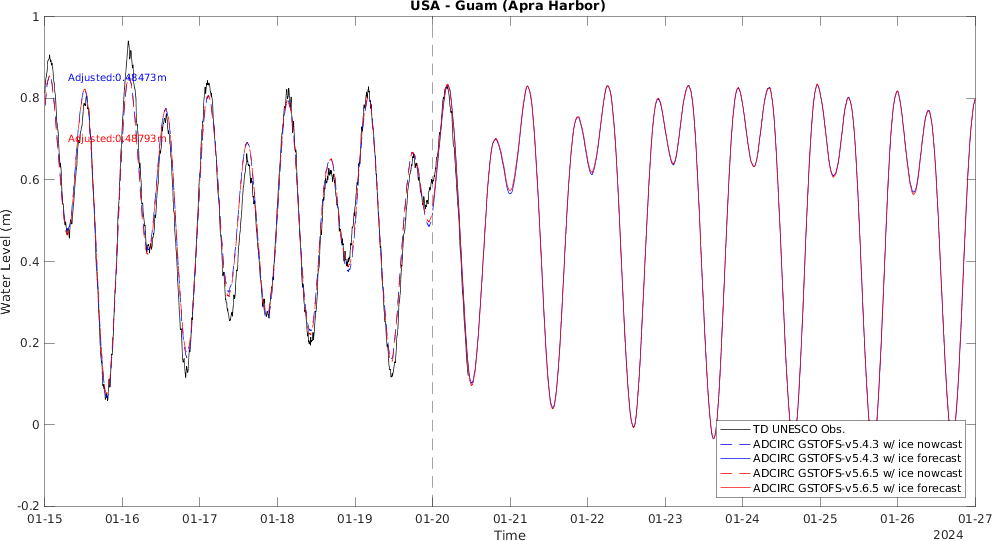 USA - Guam (Apra Harbor)
1
0.8
0.6
0.4
0.2
0
-0.2
Water Level (m)
Adjusted:0.48473m
Adjusted:0.48793m
TD UNESCO Obs.
ADCIRC GSTOFS-v5.4.3 w/ ice nowcast
ADCIRC GSTOFS-v5.4.3 w/ ice forecast
ADCIRC GSTOFS-v5.6.5 w/ ice nowcast
ADCIRC GSTOFS-v5.6.5 w/ ice forecast
01-15 01-16 01-17 01-18 01-19 01-20 01-21 01-22 01-23 01-24 01-25 01-26 01-27
Time
2024